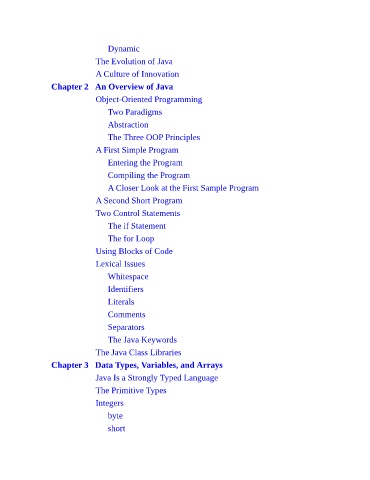 Dynamic
The Evolution of Java
A Culture of Innovation
Chapter 2 An Overview of Java
Object-Oriented Programming
Two Paradigms
Abstraction
The Three OOP Principles
A First Simple Program
Entering the Program
Compiling the Program
A Closer Look at the First Sample Program
A Second Short Program
Two Control Statements
The if Statement
The for Loop
Using Blocks of Code
Lexical Issues
Whitespace
Identifiers
Literals
Comments
Separators
The Java Keywords
The Java Class Libraries
Chapter 3 Data Types, Variables, and Arrays
Java Is a Strongly Typed Language
The Primitive Types
Integers
byte
short